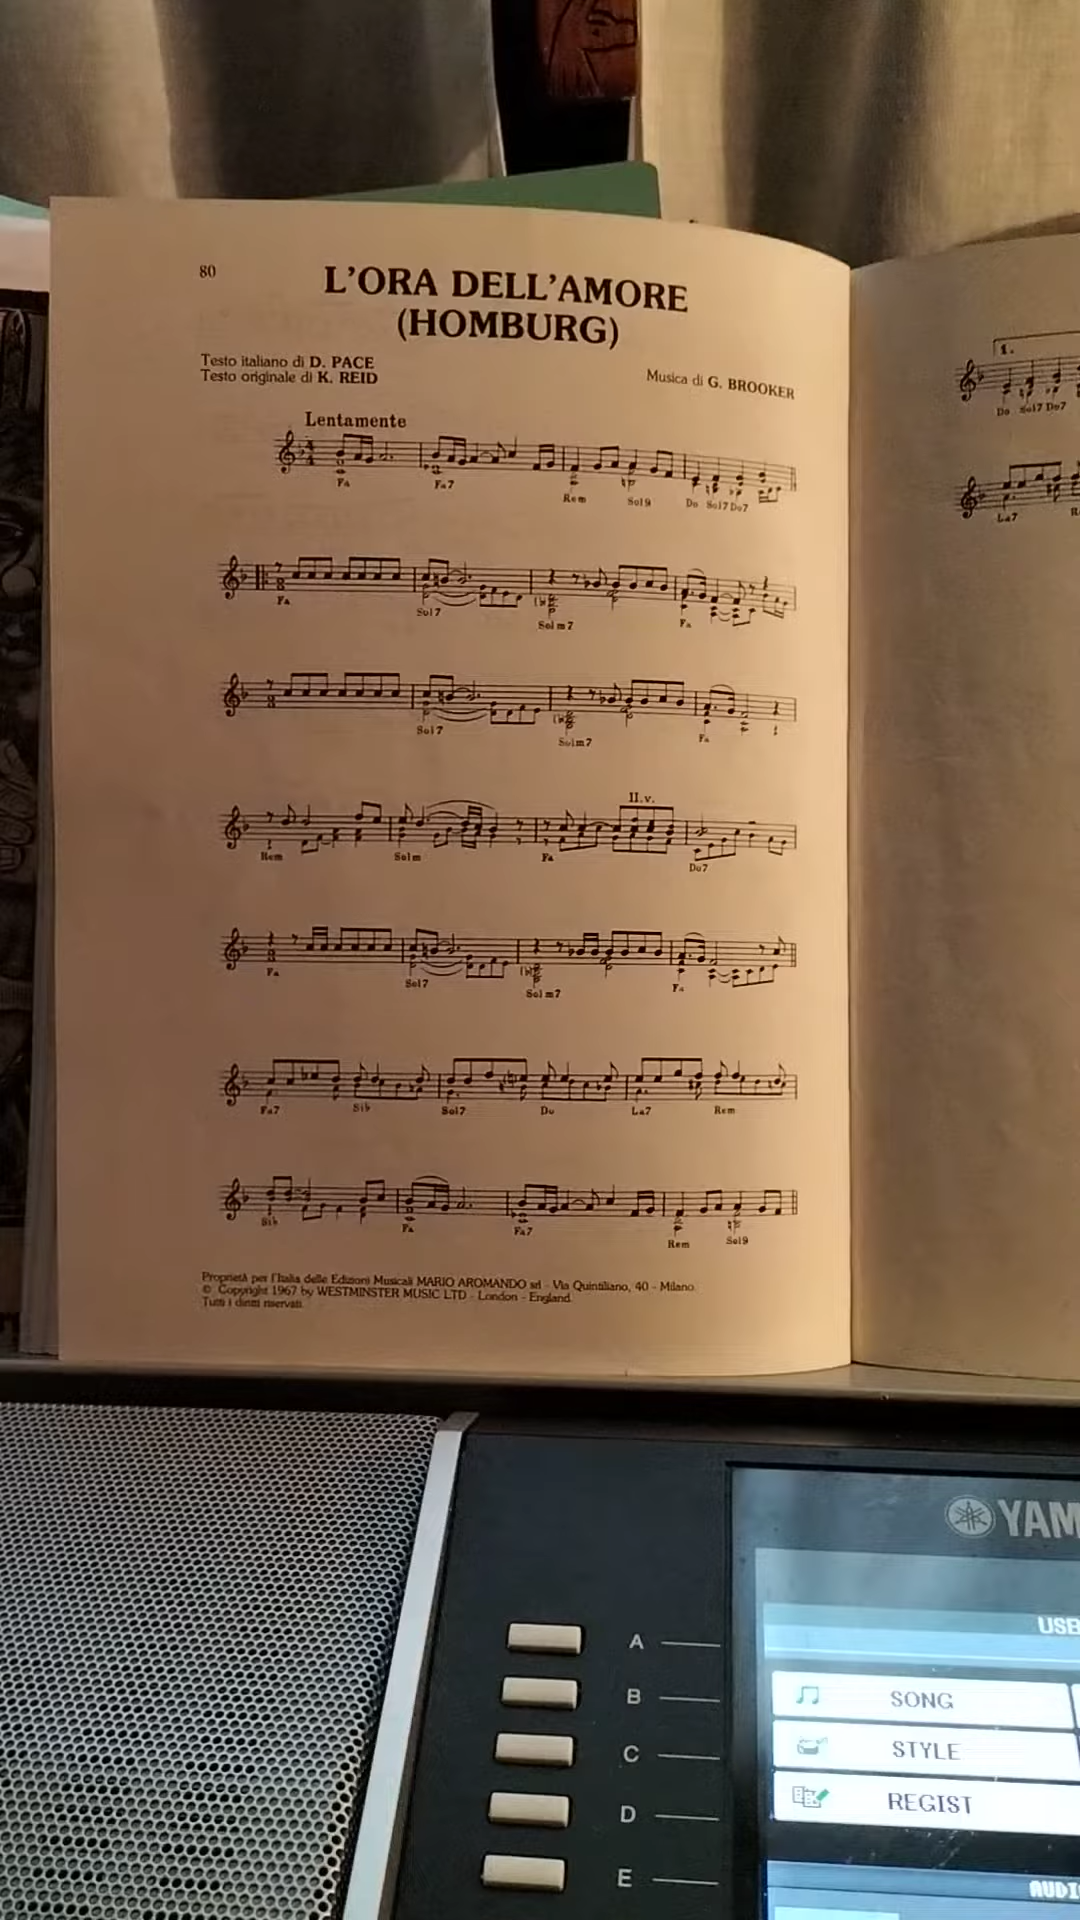 80
L'ORA DELL'AMORE
(HOMBURG)
Testo italiano di D. PACE
Testo originale di K. REID
Musica di G. BROOKER
Lentamente
Fa Fa7 Rem Sol9 Do Sol7 Do7
Fa Sol7 Solm7 Fa
Sol7 Solm7 Fa
II.v.
Rem Solm Fa Do7
Fa Sol7 Solm7 Fa
Fa7 Sib Sol7 Do La7 Rem
Sib Fa Fa7 Rem Sol9
Proprietà per l'Italia delle Edizioni Musicali MARIO AROMANDO srl - Via Quintiliano, 40 - Milano
© Copyright 1967 by WESTMINSTER MUSIC LTD - London - England
Tutti i diritti riservati
1.
Do Sol7 Do7
La7
YAM
USB
A
SONG
B
STYLE
C
REGIST
D
E
AUDI